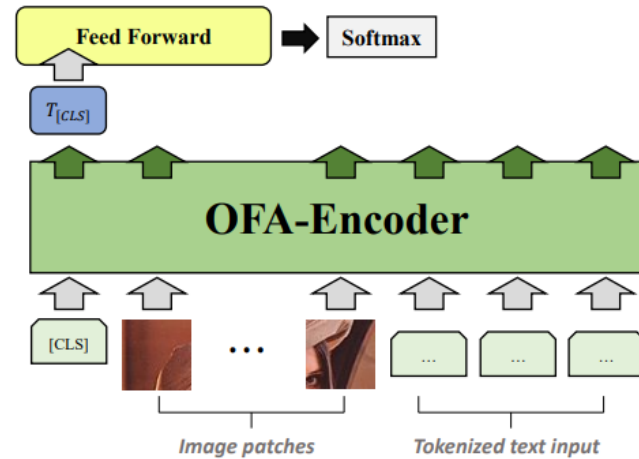 Feed Forward
Softmax
T[CLS]
OFA-Encoder
[CLS]
...
...
...
...
Image patches
Tokenized text input